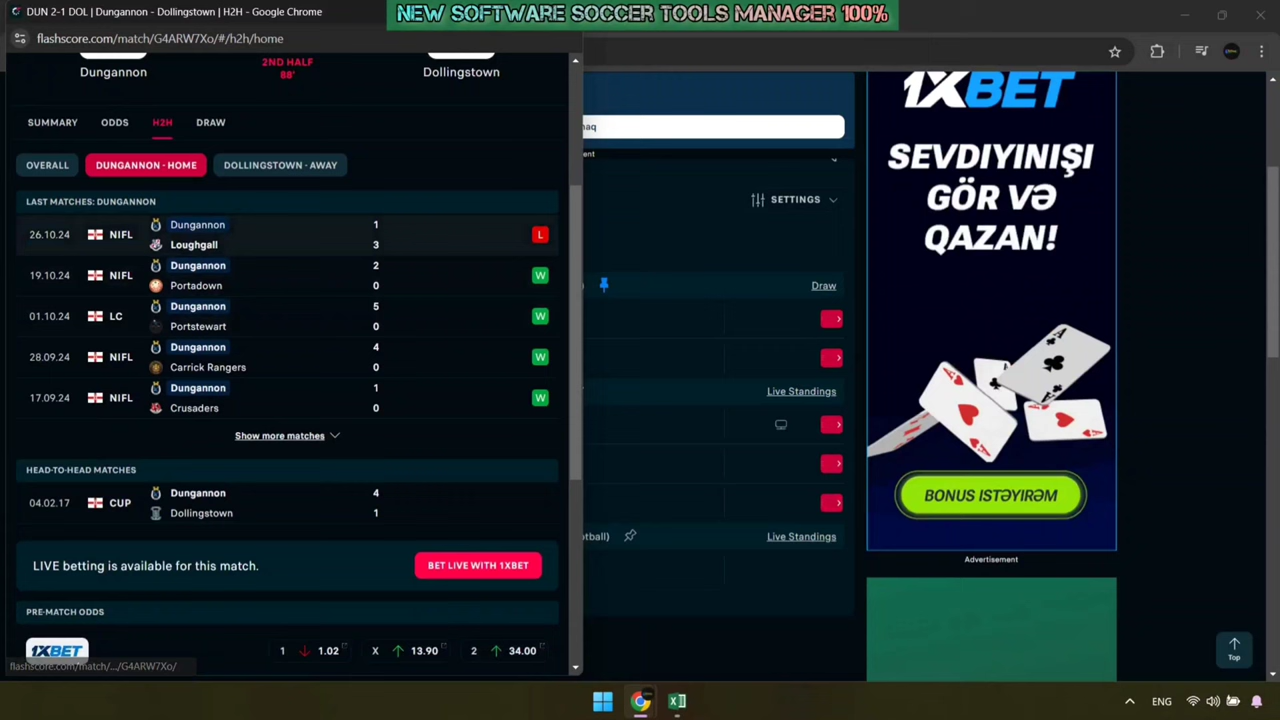 DUN 2-1 DOL | Dungannon - Dollingstown | H2H - Google Chrome
NEW SOFTWARE SOCCER TOOLS MANAGER 100%
flashscore.com/match/G4ARW7Xo/#/h2h/home
Dungannon
2ND HALF
88'
Dollingstown
SUMMARY ODDS H2H DRAW
OVERALL DUNGANNON - HOME DOLLINGSTOWN - AWAY
LAST MATCHES: DUNGANNON
26.10.24 NIFL Dungannon 1 L
Loughgall 3
19.10.24 NIFL Dungannon 2 W
Portadown 0
01.10.24 LC Dungannon 5 W
Portstewart 0
28.09.24 NIFL Dungannon 4 W
Carrick Rangers 0
17.09.24 NIFL Dungannon 1 W
Crusaders 0
Show more matches
HEAD-TO-HEAD MATCHES
04.02.17 CUP Dungannon 4
Dollingstown 1
LIVE betting is available for this match.
BET LIVE WITH 1XBET
PRE-MATCH ODDS
1XBET 1 1.02 X 13.90 2 34.00
flashscore.com/match/.../G4ARW7Xo/
SETTINGS
Draw
Live Standings
Live Standings
1XBET
SEVDIYINIŞI
GÖR VƏ
QAZAN!
BONUS ISTƏYIRƏM
Advertisement
Top
ENG